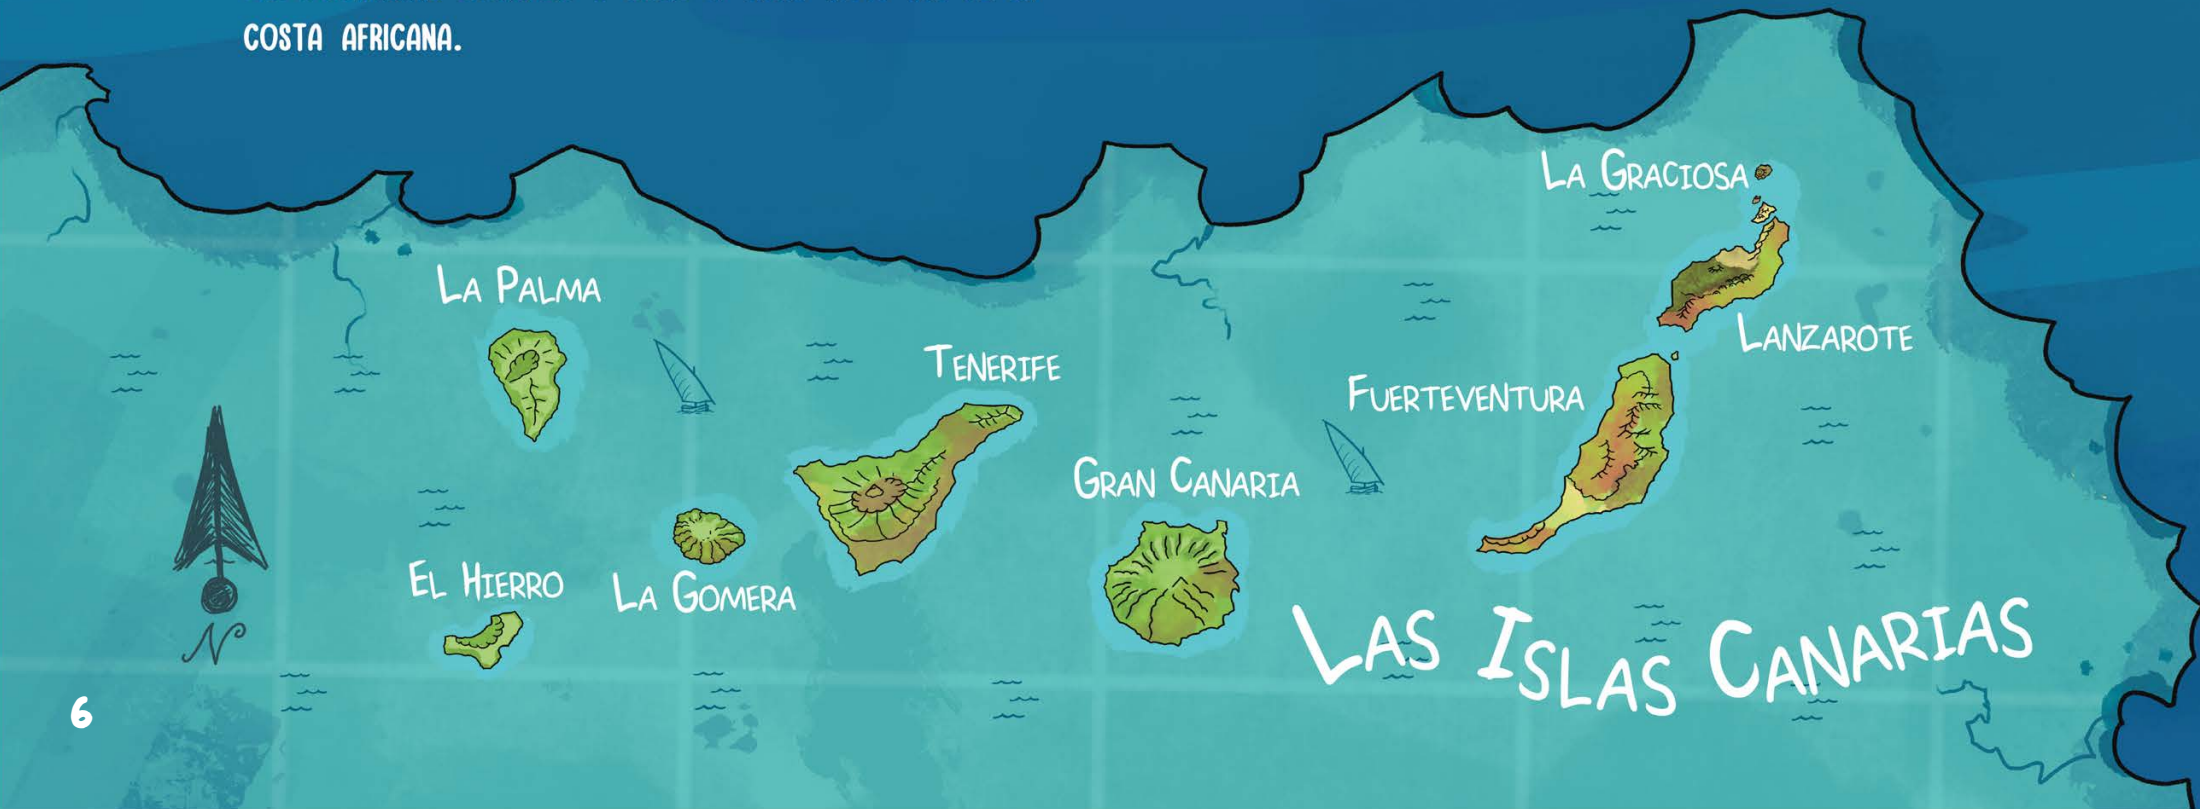 COSTA AFRICANA.
LA GRACIOSA
LA PALMA
LANZAROTE
TENERIFE
FUERTEVENTURA
GRAN CANARIA
EL HIERRO
LA GOMERA
LAS ISLAS CANARIAS
N
6